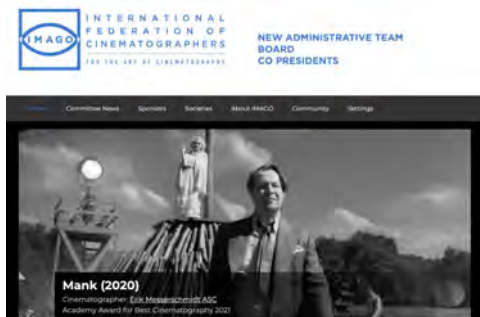 IMAGO
INTERNATIONAL
FEDERATION OF
CINEMATOGRAPHERS
FOR THE ART OF CINEMATOGRAPHY
NEW ADMINISTRATIVE TEAM
BOARD
CO PRESIDENTS
Home Committee News Sponsors Societies About IMAGO Community Settings
Mank (2020)
Cinematographer: Erik Messerschmidt ASC
Academy Award for Best Cinematography 2021